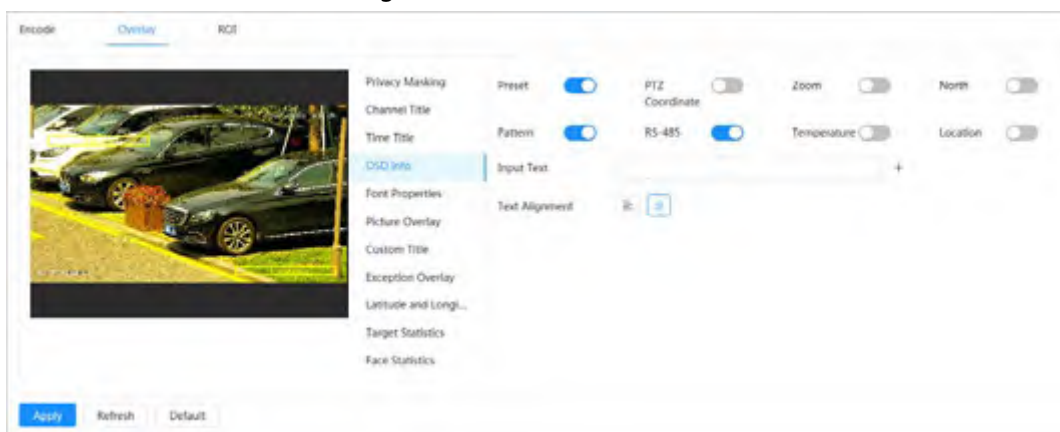 Encode Overlay ROI
Privacy Masking
Channel Title
Time Title
OSD Info
Font Properties
Picture Overlay
Custom Title
Exception Overlay
Latitude and Longi...
Target Statistics
Face Statistics
Preset PTZ Coordinate Zoom North
Pattern RS-485 Temperature Location
Input Text +
Text Alignment
Apply Refresh Default